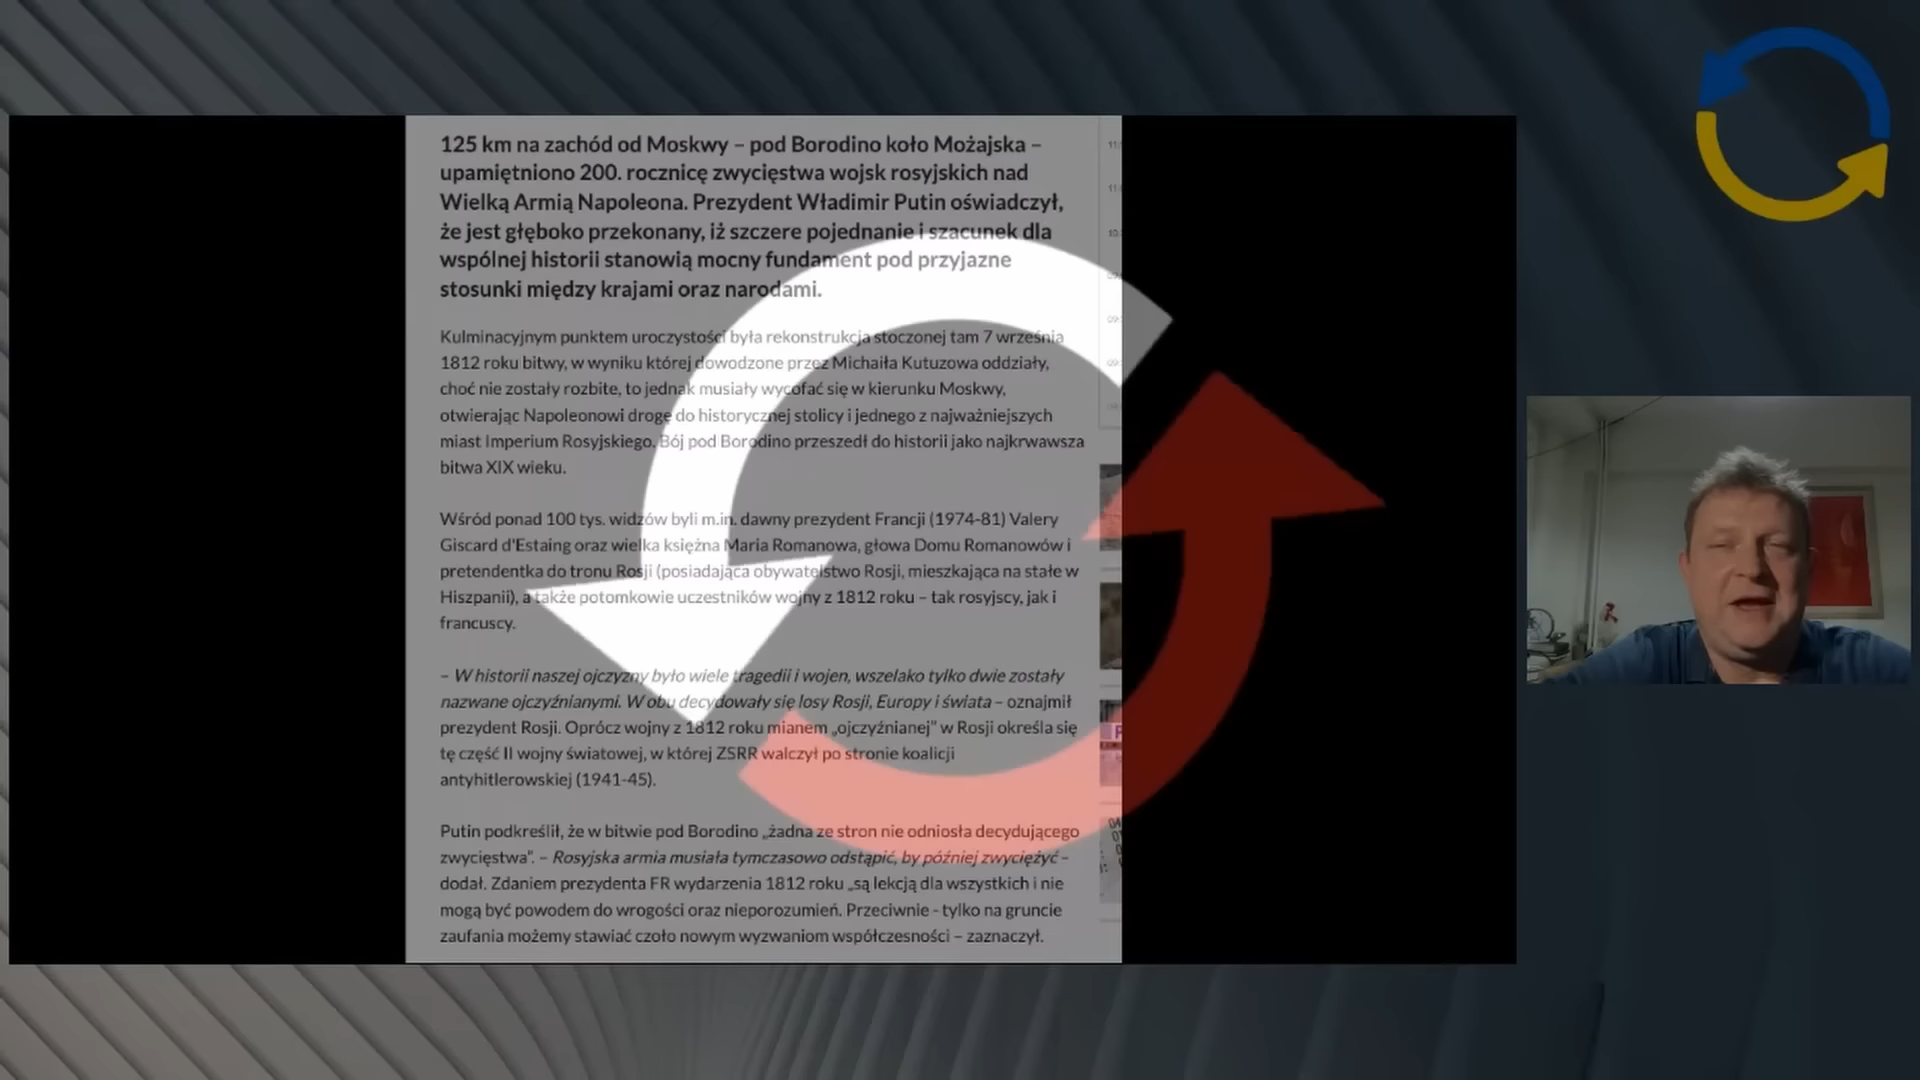 125 km na zachód od Moskwy – pod Borodino koło Możajska –
upamiętniono 200. rocznicę zwycięstwa wojsk rosyjskich nad
Wielką Armią Napoleona. Prezydent Władimir Putin oświadczył,
że jest głęboko przekonany, iż szczere pojednanie i szacunek dla
wspólnej historii stanowią mocny fundament pod przyjazne
stosunki między krajami oraz narodami.
Kulminacyjnym punktem uroczystości była rekonstrukcja stoczonej tam 7 września
1812 roku bitwy, w wyniku której dowodzone przez Michaiła Kutuzowa oddziały,
choć nie zostały rozbite, to jednak musiały wycofać się w kierunku Moskwy,
otwierając Napoleonowi drogę do historycznej stolicy i jednego z najważniejszych
miast Imperium Rosyjskiego. Bój pod Borodino przeszedł do historii jako najkrwawsza
bitwa XIX wieku.
Wśród ponad 100 tys. widzów byli m.in. dawny prezydent Francji (1974-81) Valery
Giscard d'Estaing oraz wielka księżna Maria Romanowa, głowa Domu Romanowów i
pretendentka do tronu Rosji (posiadająca obywatelstwo Rosji, mieszkająca na stałe w
Hiszpanii), a także potomkowie uczestników wojny z 1812 roku – tak rosyjscy, jak i
francuscy.
– W historii naszej ojczyzny było wiele tragedii i wojen, wszelako tylko dwie zostały
nazwane ojczyźnianymi. W obu decydowały się losy Rosji, Europy i świata – oznajmił
prezydent Rosji. Oprócz wojny z 1812 roku mianem „ojczyźnianej” w Rosji określa się
tę część II wojny światowej, w której ZSRR walczył po stronie koalicji
antyhitlerowskiej (1941-45).
Putin podkreślił, że w bitwie pod Borodino „żadna ze stron nie odniosła decydującego
zwycięstwa”. – Rosyjska armia musiała tymczasowo odstąpić, by później zwyciężyć –
dodał. Zdaniem prezydenta FR wydarzenia 1812 roku „są lekcją dla wszystkich i nie
mogą być powodem do wrogości oraz nieporozumień. Przeciwnie - tylko na gruncie
zaufania możemy stawiać czoło nowym wyzwaniom współczesności – zaznaczył.